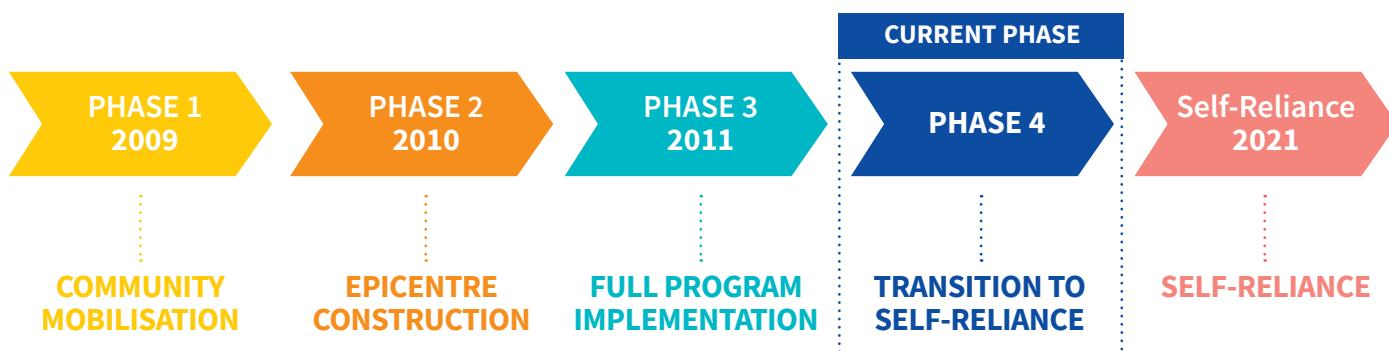 CURRENT PHASE
PHASE 1
2009
PHASE 2
2010
PHASE 3
2011
PHASE 4
Self-Reliance
2021
COMMUNITY
MOBILISATION
EPICENTRE
CONSTRUCTION
FULL PROGRAM
IMPLEMENTATION
TRANSITION TO
SELF-RELIANCE
SELF-RELIANCE